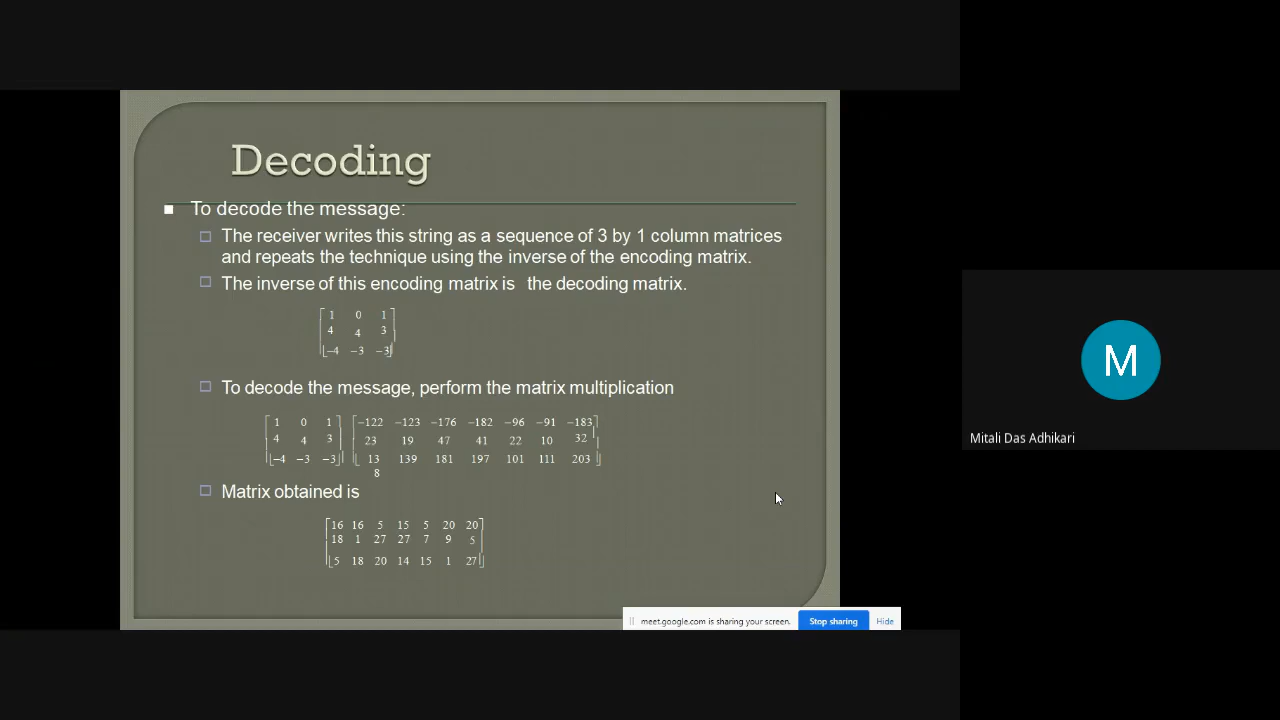 Decoding
To decode the message:
The receiver writes this string as a sequence of 3 by 1 column matrices
and repeats the technique using the inverse of the encoding matrix.
The inverse of this encoding matrix is the decoding matrix.
1 0 1
4 4 3
−4 −3 −3
To decode the message, perform the matrix multiplication
1 0 1 −122 −123 −176 −182 −96 −91 −183
4 4 3 23 19 47 41 22 10 32
−4 −3 −3 13 139 181 197 101 111 203
8
Matrix obtained is
16 16 5 15 5 20 20
18 1 27 27 7 9 5
5 18 20 14 15 1 27
M
Mitali Das Adhikari
meet.google.com is sharing your screen. Stop sharing Hide